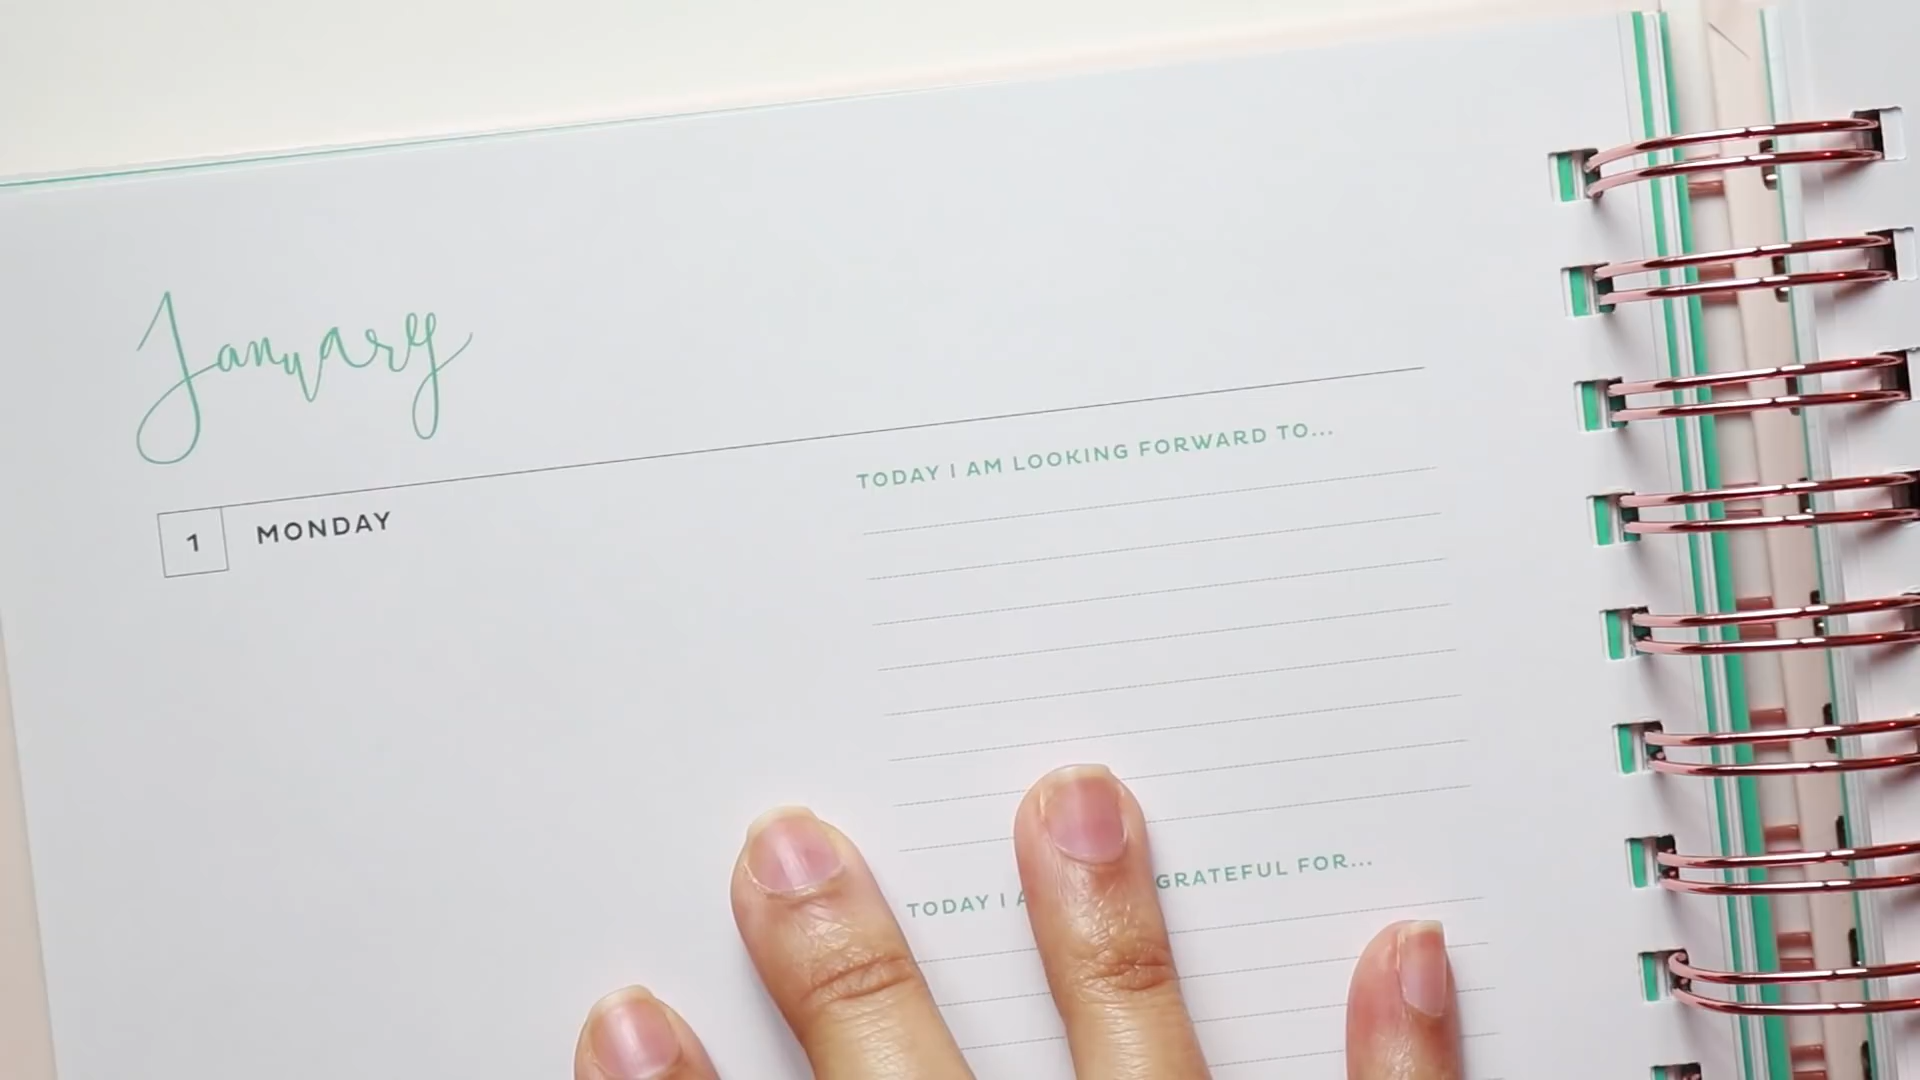 January
TODAY I AM LOOKING FORWARD TO...
1 MONDAY
TODAY I GRATEFUL FOR...